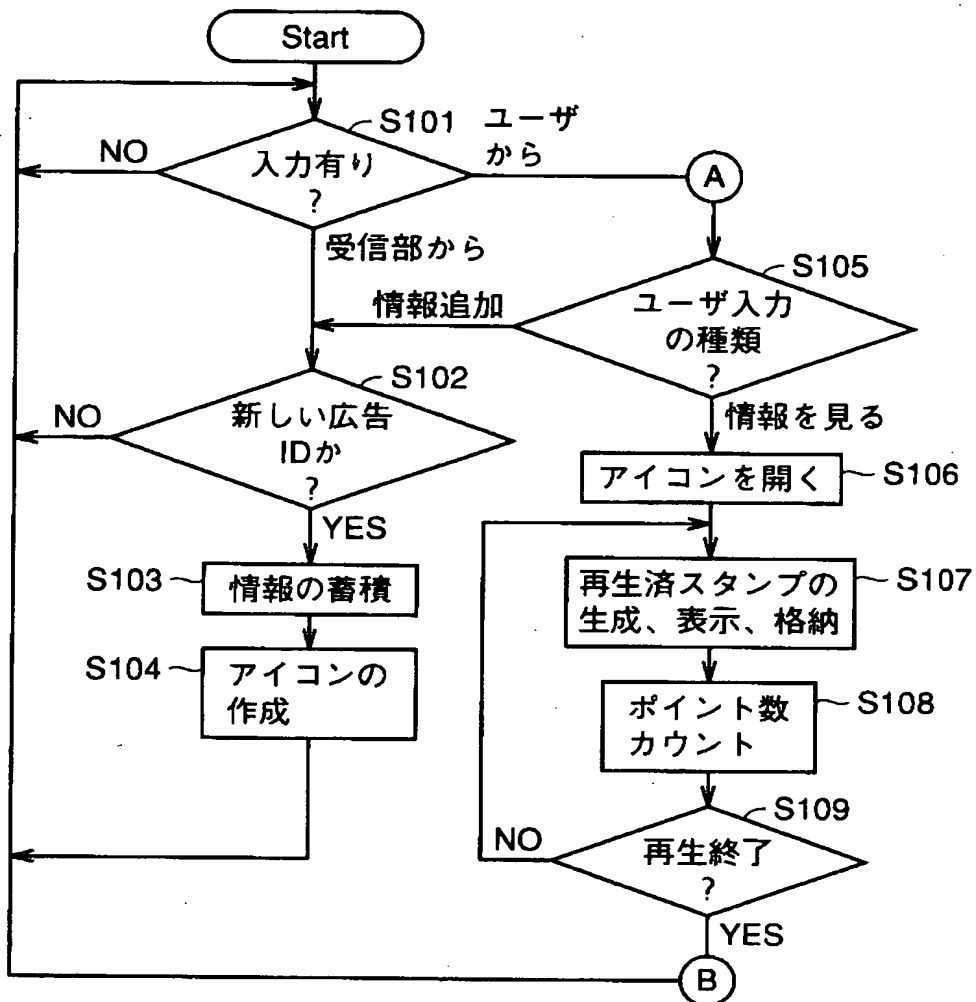 Start
S101
ユーザ
から
NO
入力有り
?
A
受信部から
S105
情報追加
ユーザ入力
の種類
?
S102
NO
新しい広告
IDか
?
情報を見る
アイコンを開く
S106
YES
S103
情報の蓄積
再生済スタンプの
生成、表示、格納
S107
S104
アイコンの
作成
ポイント数
カウント
S108
S109
NO
再生終了
?
YES
B